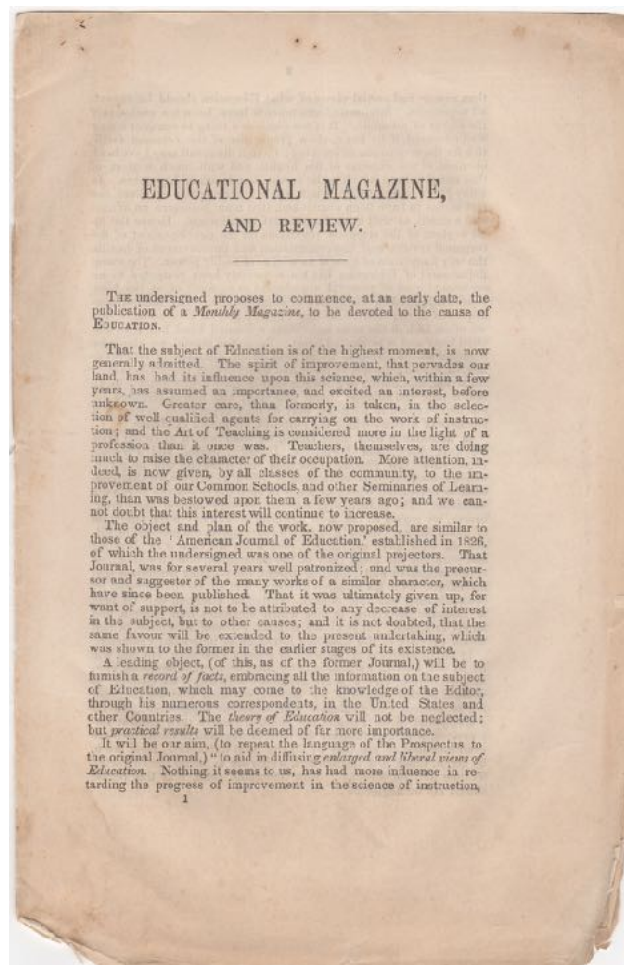 EDUCATIONAL MAGAZINE,
AND REVIEW.
THE undersigned proposes to commence, at an early date, the
publication of a Monthly Magazine, to be devoted to the cause of
EDUCATION.
That the subject of Education is of the highest moment, is now
generally admitted. The spirit of improvement, that pervades our
land, has had its influence upon this science, which, within a few
years, has assumed an importance, and excited an interest, before
unknown. Greater care, than formerly, is taken, in the selec-
tion of well qualified agents for carrying on the work of instruc-
tion; and the Art of Teaching is considered more in the light of a
profession than it once was. Teachers, themselves, are doing
much to raise the character of their occupation. More attention, in-
deed, is now given, by all classes of the community, to the im-
provement of our Common Schools, and other Seminaries of Learn-
ing, than was bestowed upon them a few years ago; and we can-
not doubt that this interest will continue to increase.
The object and plan of the work, now proposed, are similar to
those of the 'American Journal of Education,' established in 1826,
of which the undersigned was one of the original projectors. That
Journal, was for several years well patronized; and was the precur-
sor and suggester of the many works of a similar character, which
have since been published. That it was ultimately given up, for
want of support, is not to be attributed to any decrease of interest
in the subject, but to other causes; and it is not doubted, that the
same favour will be extended to the present undertaking, which
was shown to the former in the earlier stages of its existence.
A leading object, (of this, as of the former Journal,) will be to
furnish a record of facts, embracing all the information on the subject
of Education, which may come to the knowledge of the Editor,
through his numerous correspondents, in the United States and
other Countries. The theory of Education will not be neglected;
but practical results will be deemed of far more importance.
It will be our aim, (to repeat the language of the Prospectus to
the original Journal,) "to aid in diffusing enlarged and liberal views of
Education. Nothing, it seems to us, has had more influence in re-
tarding the progress of improvement in the science of instruction,
1